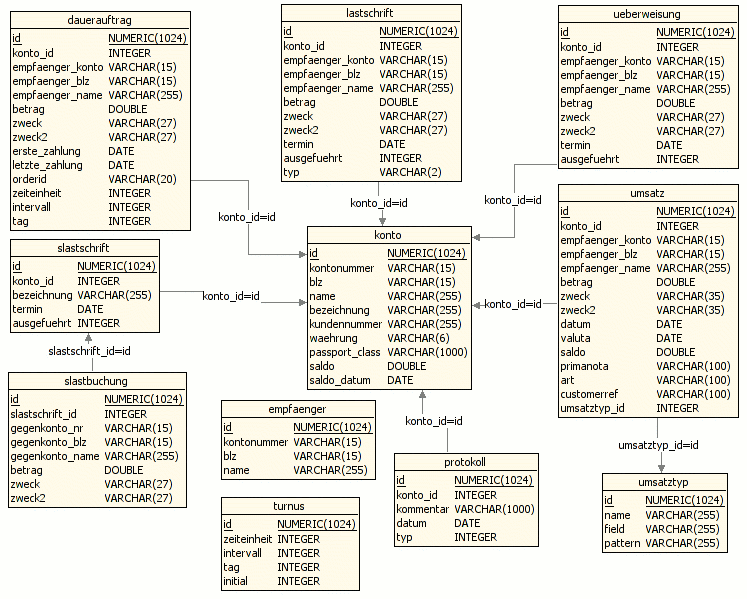 dauerauftrag
id NUMERIC(1024)
konto_id INTEGER
empfaenger_konto VARCHAR(15)
empfaenger_blz VARCHAR(15)
empfaenger_name VARCHAR(255)
betrag DOUBLE
zweck VARCHAR(27)
zweck2 VARCHAR(27)
erste_zahlung DATE
letzte_zahlung DATE
orderid VARCHAR(20)
zeiteinheit INTEGER
intervall INTEGER
tag INTEGER
lastschrift
id NUMERIC(1024)
konto_id INTEGER
empfaenger_konto VARCHAR(15)
empfaenger_blz VARCHAR(15)
empfaenger_name VARCHAR(255)
betrag DOUBLE
zweck VARCHAR(27)
zweck2 VARCHAR(27)
termin DATE
ausgefuehrt INTEGER
typ VARCHAR(2)
ueberweisung
id NUMERIC(1024)
konto_id INTEGER
empfaenger_konto VARCHAR(15)
empfaenger_blz VARCHAR(15)
empfaenger_name VARCHAR(255)
betrag DOUBLE
zweck VARCHAR(27)
zweck2 VARCHAR(27)
termin DATE
ausgefuehrt INTEGER
konto_id=id
konto_id=id
konto_id=id
slastschrift
id NUMERIC(1024)
konto_id INTEGER
bezeichnung VARCHAR(255)
termin DATE
ausgefuehrt INTEGER
konto_id=id
konto
id NUMERIC(1024)
kontonummer VARCHAR(15)
blz VARCHAR(15)
name VARCHAR(255)
bezeichnung VARCHAR(255)
kundennummer VARCHAR(255)
waehrung VARCHAR(6)
passport_class VARCHAR(1000)
saldo DOUBLE
saldo_datum DATE
konto_id=id
umsatz
id NUMERIC(1024)
konto_id INTEGER
empfaenger_konto VARCHAR(15)
empfaenger_blz VARCHAR(15)
empfaenger_name VARCHAR(255)
betrag DOUBLE
zweck VARCHAR(35)
zweck2 VARCHAR(35)
datum DATE
valuta DATE
saldo DOUBLE
primanota VARCHAR(100)
art VARCHAR(100)
customerref VARCHAR(100)
umsatztyp_id INTEGER
slastschrift_id=id
slastbuchung
id NUMERIC(1024)
slastschrift_id INTEGER
gegenkonto_nr VARCHAR(15)
gegenkonto_blz VARCHAR(15)
gegenkonto_name VARCHAR(255)
betrag DOUBLE
zweck VARCHAR(27)
zweck2 VARCHAR(27)
empfaenger
id NUMERIC(1024)
kontonummer VARCHAR(15)
blz VARCHAR(15)
name VARCHAR(255)
konto_id=id
protokoll
id NUMERIC(1024)
konto_id INTEGER
kommentar VARCHAR(1000)
datum DATE
typ INTEGER
umsatztyp_id=id
umsatztyp
id NUMERIC(1024)
name VARCHAR(255)
field VARCHAR(255)
pattern VARCHAR(255)
turnus
id NUMERIC(1024)
zeiteinheit INTEGER
intervall INTEGER
tag INTEGER
initial INTEGER